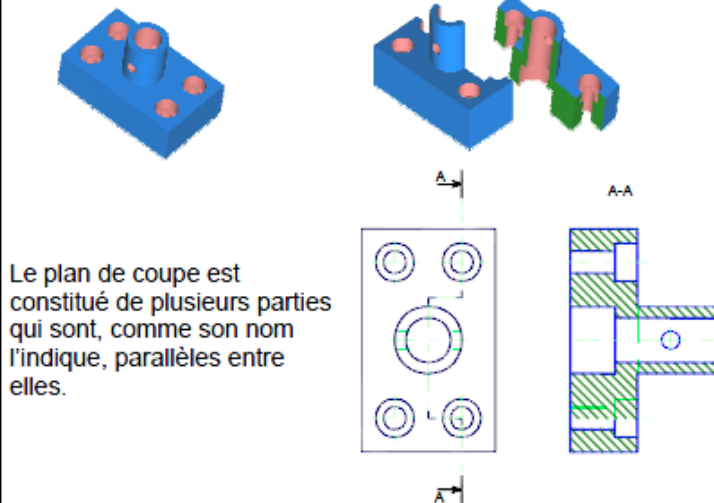 A
A-A
Le plan de coupe est
constitué de plusieurs parties
qui sont, comme son nom
l'indique, parallèles entre
elles.
A